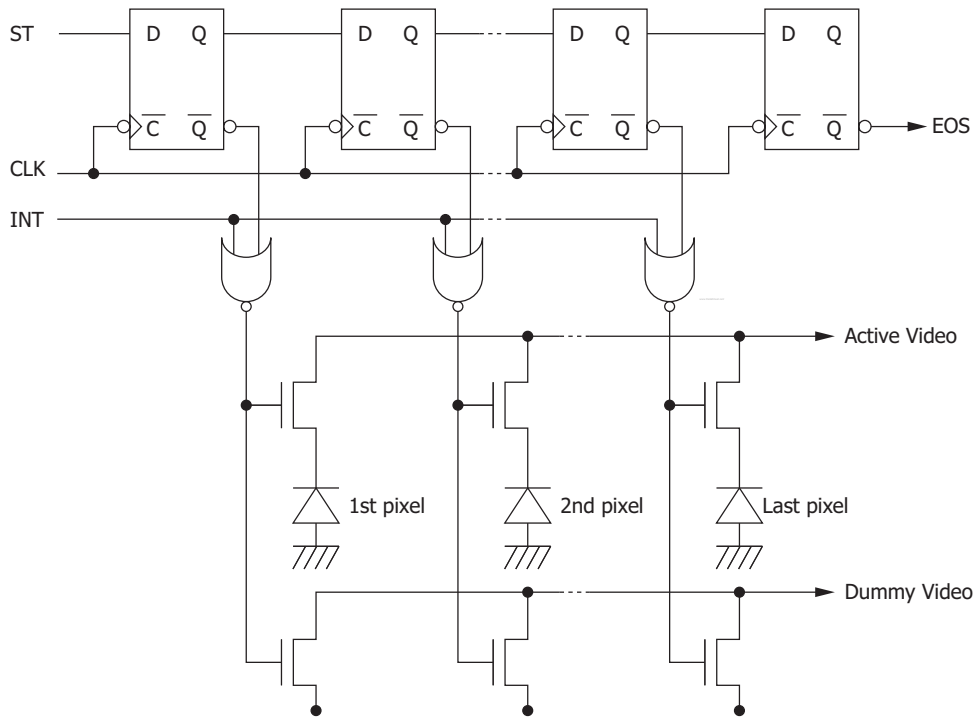 ST
D Q D Q D Q D Q
C̅ Q̅ C̅ Q̅ C̅ Q̅ C̅ Q̅
EOS
CLK
INT
Active Video
1st pixel
2nd pixel
Last pixel
Dummy Video